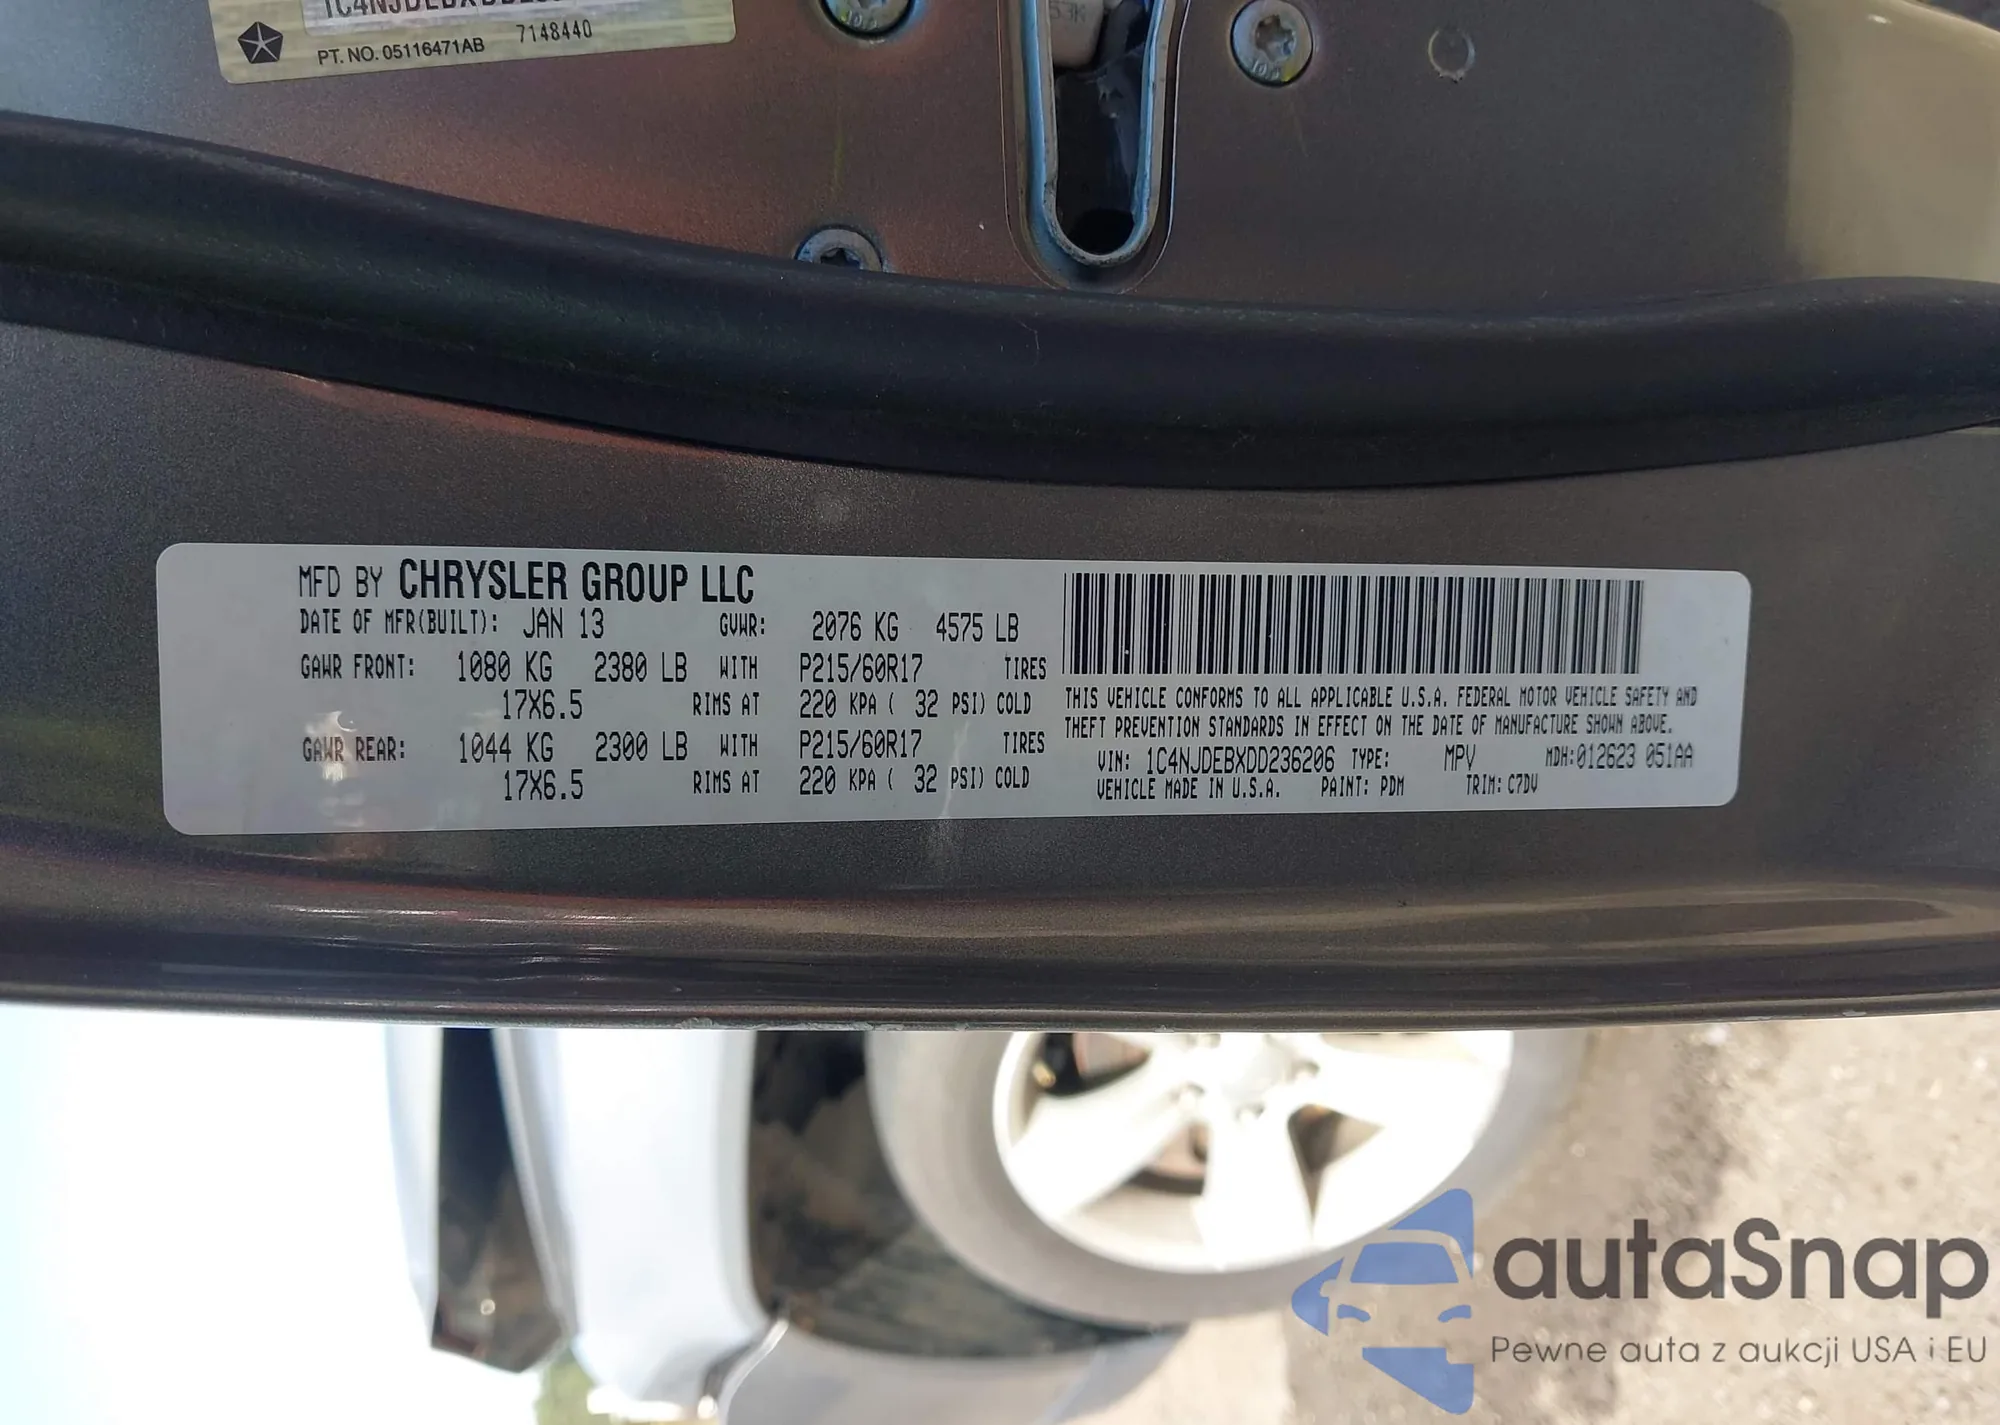 PT. NO. 05116471AB 7148440
MFD BY CHRYSLER GROUP LLC
DATE OF MFR(BUILT): JAN 13 GVWR: 2076 KG 4575 LB
GAWR FRONT: 1080 KG 2380 LB WITH P215/60R17 TIRES
17X6.5 RIMS AT 220 KPA ( 32 PSI) COLD
GAWR REAR: 1044 KG 2300 LB WITH P215/60R17 TIRES
17X6.5 RIMS AT 220 KPA ( 32 PSI) COLD
THIS VEHICLE CONFORMS TO ALL APPLICABLE U.S.A. FEDERAL MOTOR VEHICLE SAFETY AND
THEFT PREVENTION STANDARDS IN EFFECT ON THE DATE OF MANUFACTURE SHOWN ABOVE.
VIN: 1C4NJDEBXDD236206 TYPE: MPV MDH:012623 051AA
VEHICLE MADE IN U.S.A. PAINT: PDM TRIM: C7DV
autaSnap
Pewne auta z aukcji USA i EU